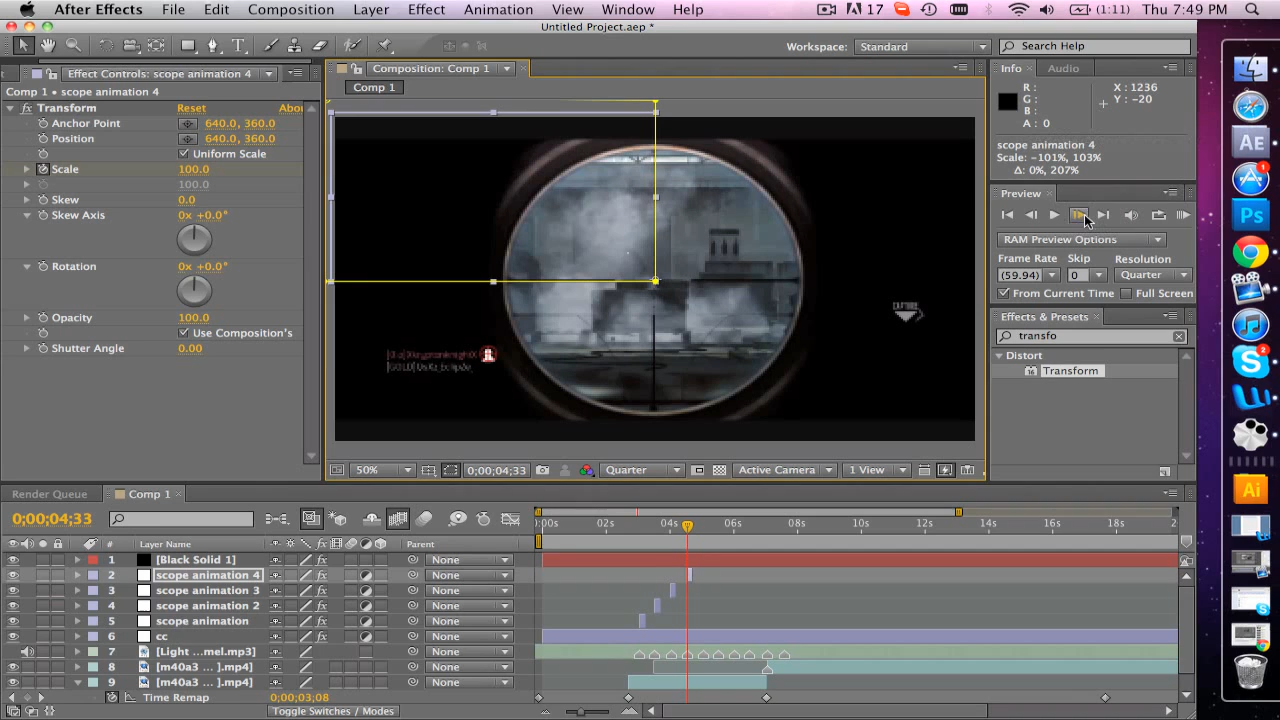 After Effects File Edit Composition Layer Effect Animation View Window Help 17 (1:11) Thu 7:49 PM
Untitled Project.aep *
Workspace: Standard Search Help
Effect Controls: scope animation 4 Composition: Comp 1 Info Audio
Comp 1 • scope animation 4 Comp 1 R : X : 1236
Transform Reset Abou G : Y : -20
Anchor Point 640.0, 360.0 B :
Position 640.0, 360.0 A : 0
Uniform Scale scope animation 4
Scale 100.0 Scale: -101%, 103%
100.0 Δ: 0%, 207%
Skew 0.0 Preview
Skew Axis 0x +0.0°
RAM Preview Options
Rotation 0x +0.0° Frame Rate Skip Resolution
(59.94) 0 Quarter
From Current Time Full Screen
Opacity 100.0 Effects & Presets
Use Composition's transfo
Shutter Angle 0.00 Distort
Transform
50% 0;00;04;33 Quarter Active Camera 1 View
Render Queue Comp 1
0;00;04;33 0:00s 02s 04s 06s 08s 10s 12s 14s 16s 18s 2
# Layer Name Parent
1 [Black Solid 1] None
2 scope animation 4 None
3 scope animation 3 None
4 scope animation 2 None
5 scope animation None
6 cc None
7 [Light ...mel.mp3] None
8 [m40a3 ... ].mp4] None
9 [m40a3 ... ].mp4] None
Time Remap 0;00;03;08
Toggle Switches / Modes
AE
Ps
Ai